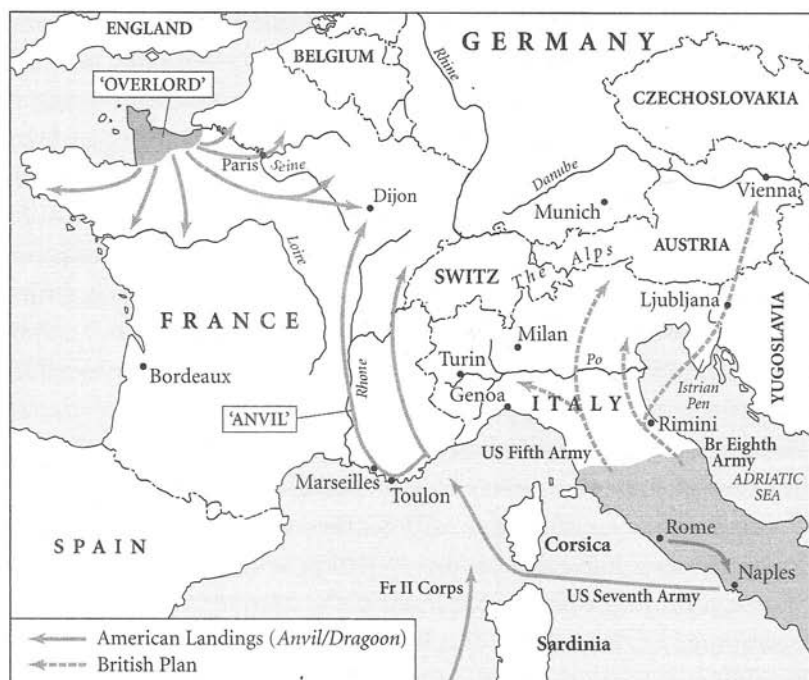 ENGLAND
GERMANY
BELGIUM
Rhine
'OVERLORD'
CZECHOSLOVAKIA
Paris
Seine
Danube
Vienna
Dijon
Munich
AUSTRIA
Loire
SWITZ
The Alps
Ljubljana
FRANCE
Milan
YUGOSLAVIA
Rhone
Turin
Po
Bordeaux
Genoa
Istrian
Pen
'ANVIL'
ITALY
Rimini
US Fifth Army
Br Eighth
Army
Marseilles
Toulon
ADRIATIC
SEA
Rome
SPAIN
Corsica
Naples
Fr II Corps
US Seventh Army
American Landings (Anvil/Dragoon)
Sardinia
British Plan